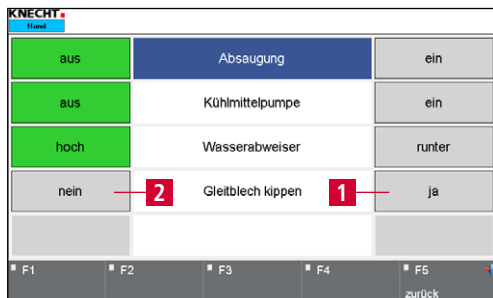 KNECHT
Hand
aus Absaugung ein
aus Kühlmittelpumpe ein
hoch Wasserabweiser runter
nein 2 Gleitblech kippen 1 ja
F1 F2 F3 F4 F5
zurück